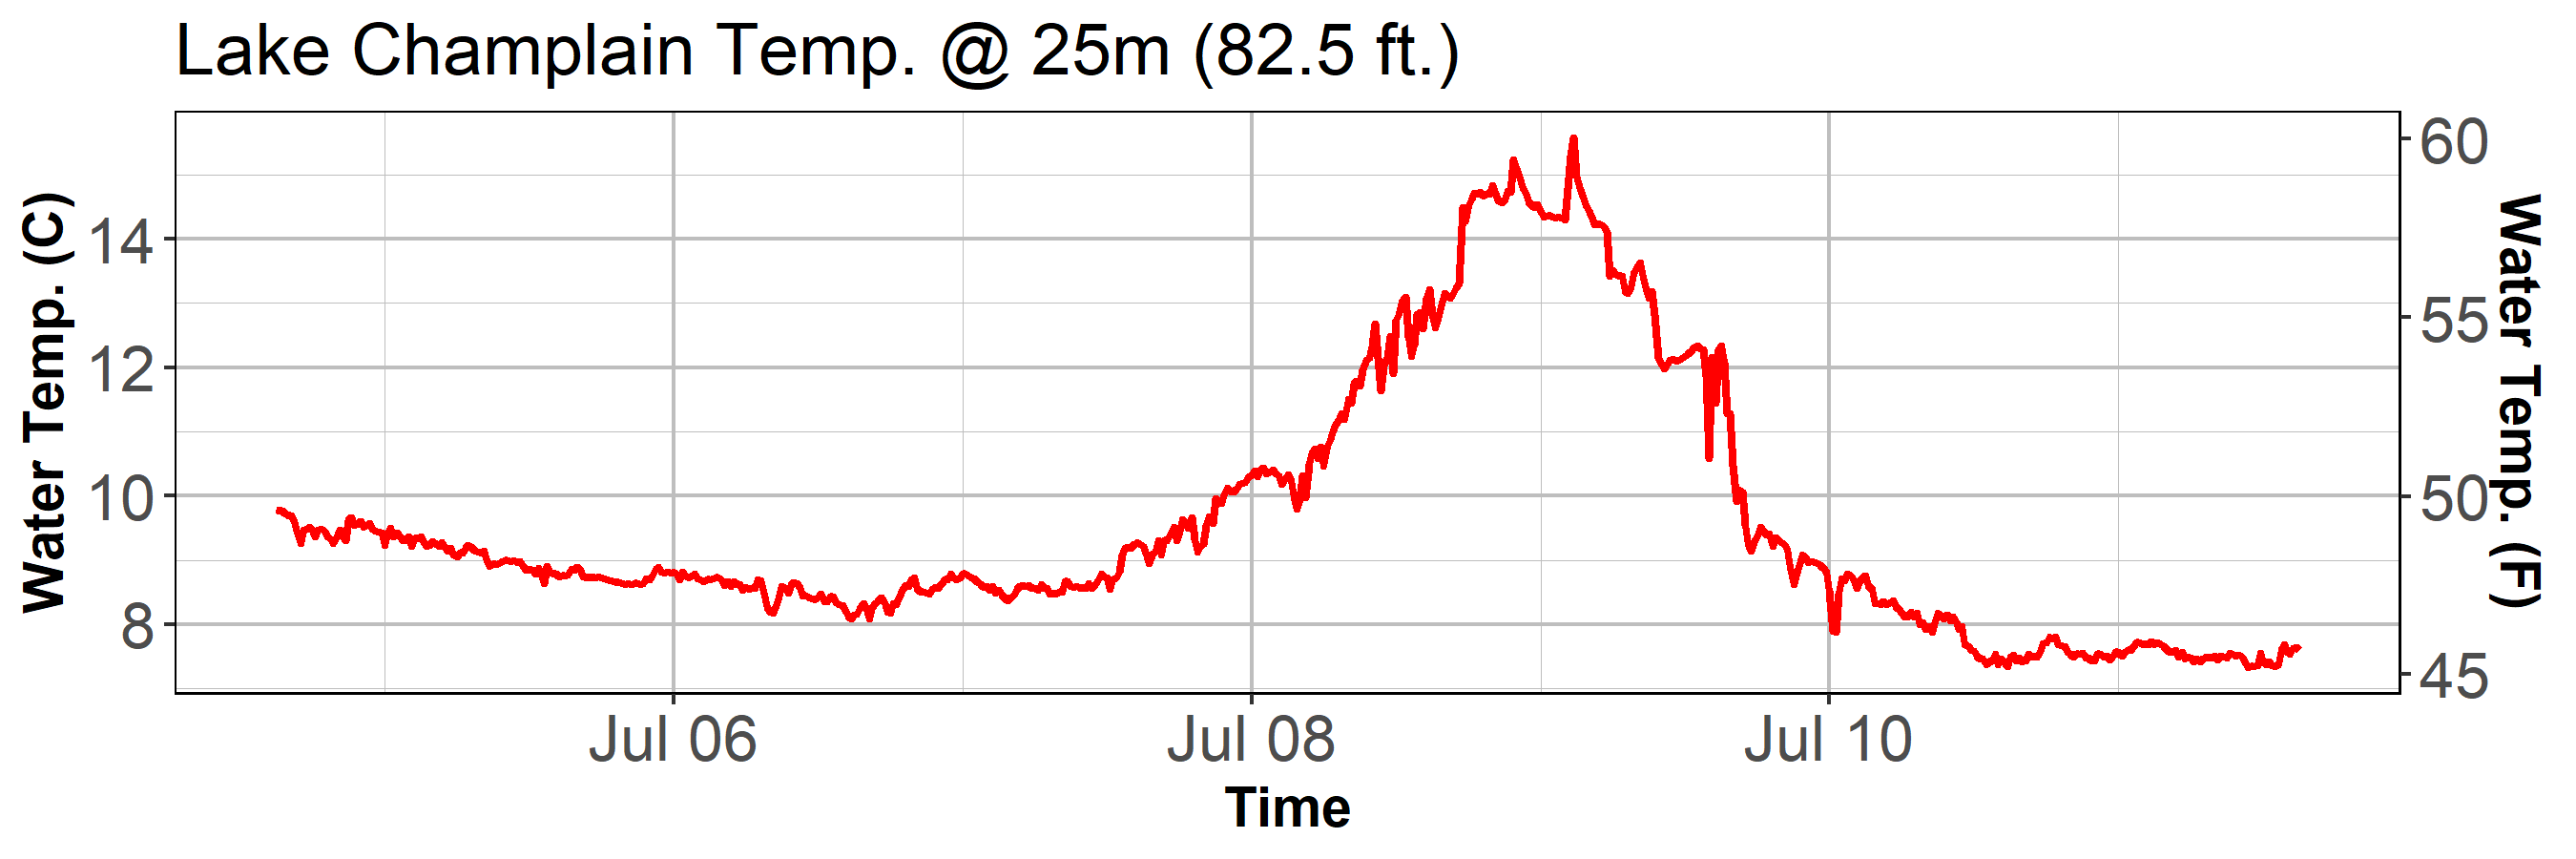 Lake Champlain Temp. @ 25m (82.5 ft.)
Water Temp. (C)
14
12
10
8
60
55
50
45
Water Temp. (F)
Jul 06 Jul 08 Jul 10
Time